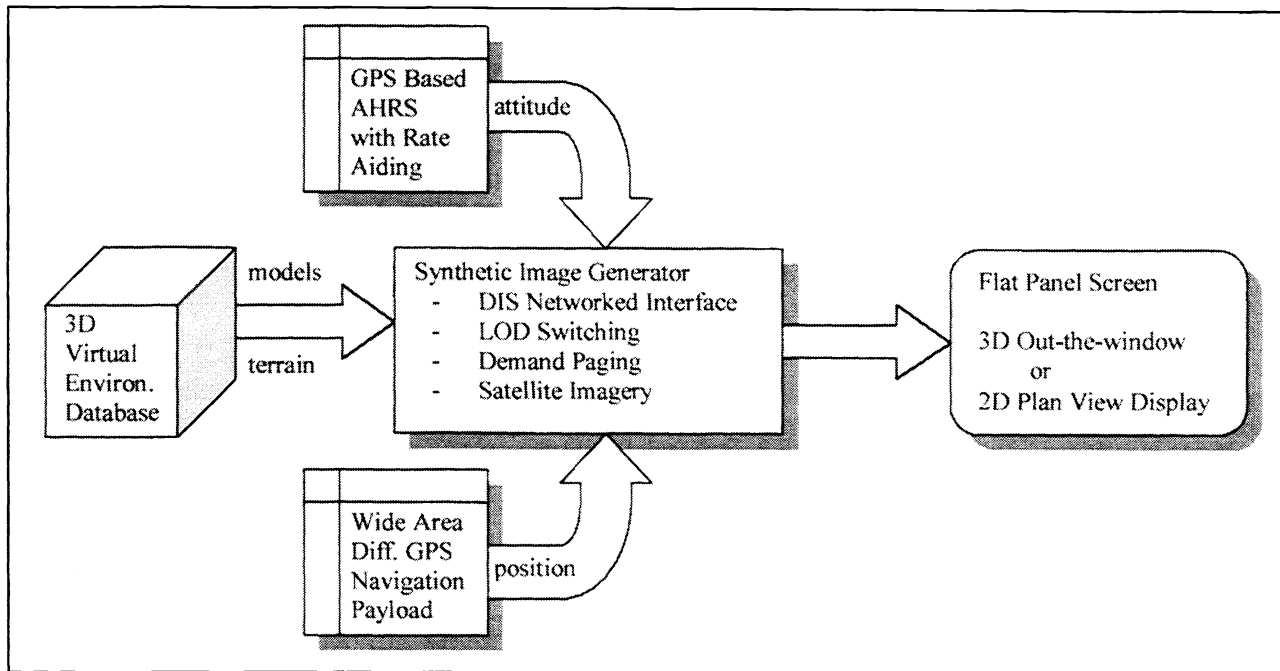 GPS Based
AHRS
with Rate
Aiding
attitude
3D
Virtual
Environ.
Database
models
terrain
Synthetic Image Generator
- DIS Networked Interface
- LOD Switching
- Demand Paging
- Satellite Imagery
Flat Panel Screen
3D Out-the-window
or
2D Plan View Display
Wide Area
Diff. GPS
Navigation
Payload
position